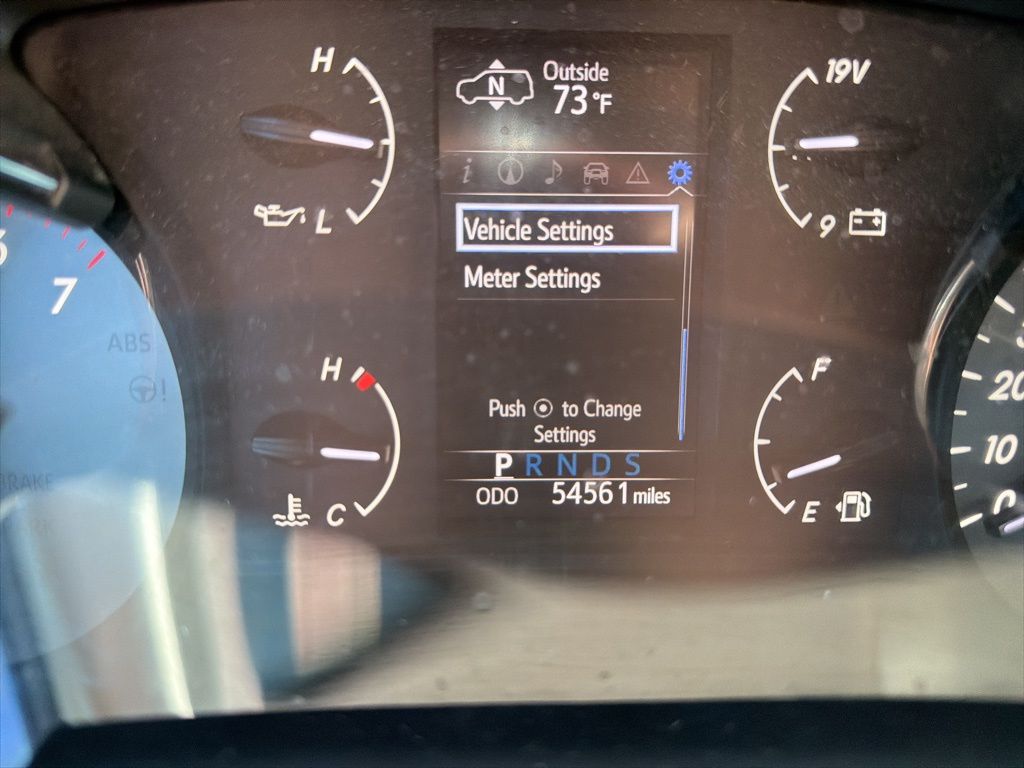 H
L
N
Outside
73°F
19V
9
7
ABS
Vehicle Settings
Meter Settings
Push to Change
Settings
H
C
P R N D S
ODO 54561 miles
F
E
20
10
0
BRAKE